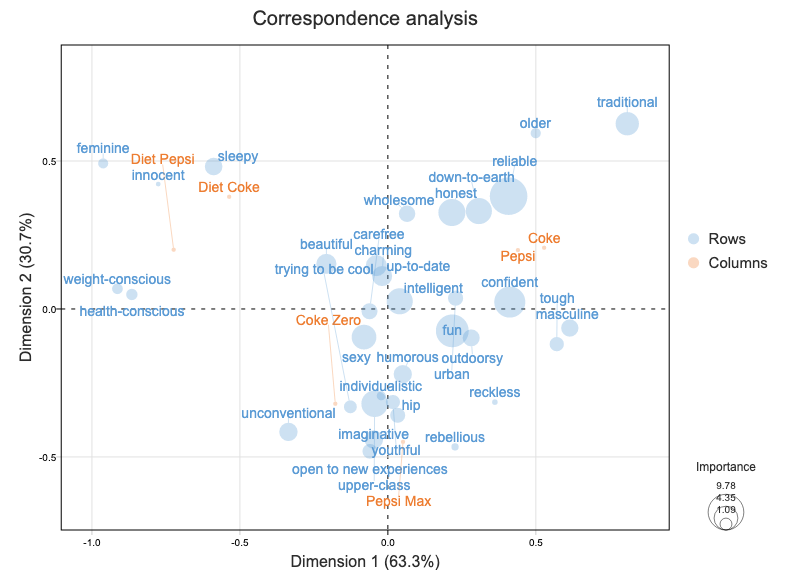 Correspondence analysis
traditional
older
feminine
Diet Pepsi
sleepy
reliable
innocent
down-to-earth
Diet Coke
honest
wholesome
carefree
Coke
beautiful
charming
Pepsi
trying to be cool
up-to-date
weight-conscious
confident
intelligent
tough
health-conscious
masculine
Coke Zero
fun
sexy
humorous
outdoorsy
urban
individualistic
reckless
hip
unconventional
imaginative
rebellious
youthful
open to new experiences
upper-class
Pepsi Max
0.5
0.0
-0.5
Dimension 2 (30.7%)
-1.0
-0.5
0.0
0.5
Dimension 1 (63.3%)
Rows
Columns
Importance
9.78
4.35
1.09